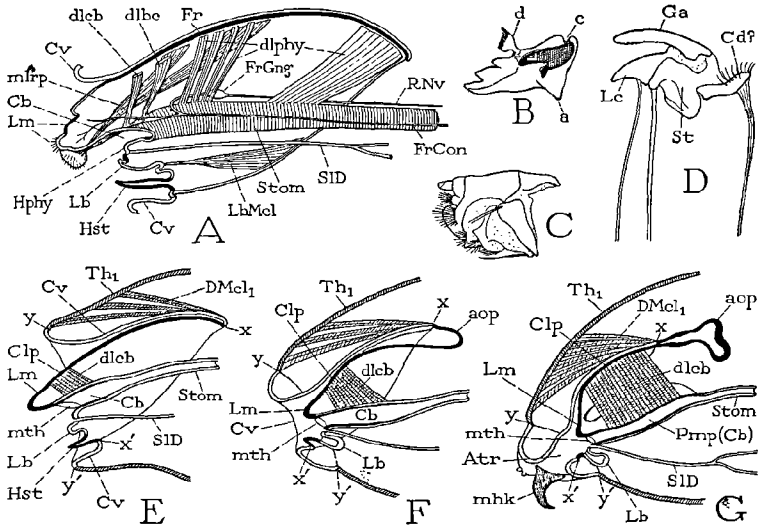 dlcb
dlbc
Fr
dlphy
Cv
FrGng
RNv
Cb
Lm
Hphy
Lb
Hst
Cv
LbMcl
Stom
SlD
FrCon
A
d
c
a
B
C
Ga
Lc
St
D
Th1
Cv
DMcl1
y
x
Clp
dlcb
Lm
Stom
Cb
mth
SlD
Lb
x'
Hst
y'
Cv
E
Th1
Clp
x
aop
y
dlcb
Lm
Cb
Cv
mth
Lb
x'
y'
F
Th1
DMcl1
Clp
x
aop
dlcb
Lm
y
Stom
mth
Pmp(Cb)
Atr
SlD
mhk
x'
y'
Lb
G